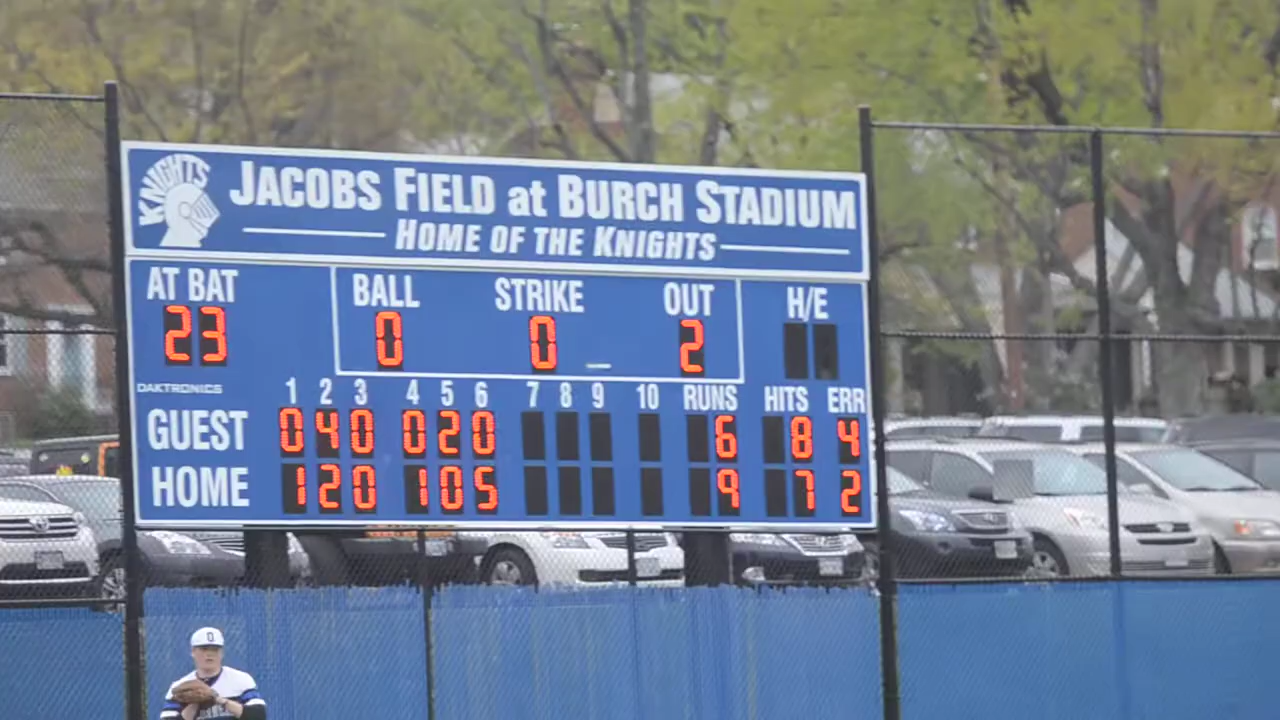 KNIGHTS
JACOBS FIELD at BURCH STADIUM
HOME OF THE KNIGHTS
AT BAT BALL STRIKE OUT H/E
23 0 0 2
DAKTRONICS 1 2 3 4 5 6 7 8 9 10 RUNS HITS ERR
GUEST 0 4 0 0 2 0 6 8 4
HOME 1 2 0 1 0 5 9 7 2